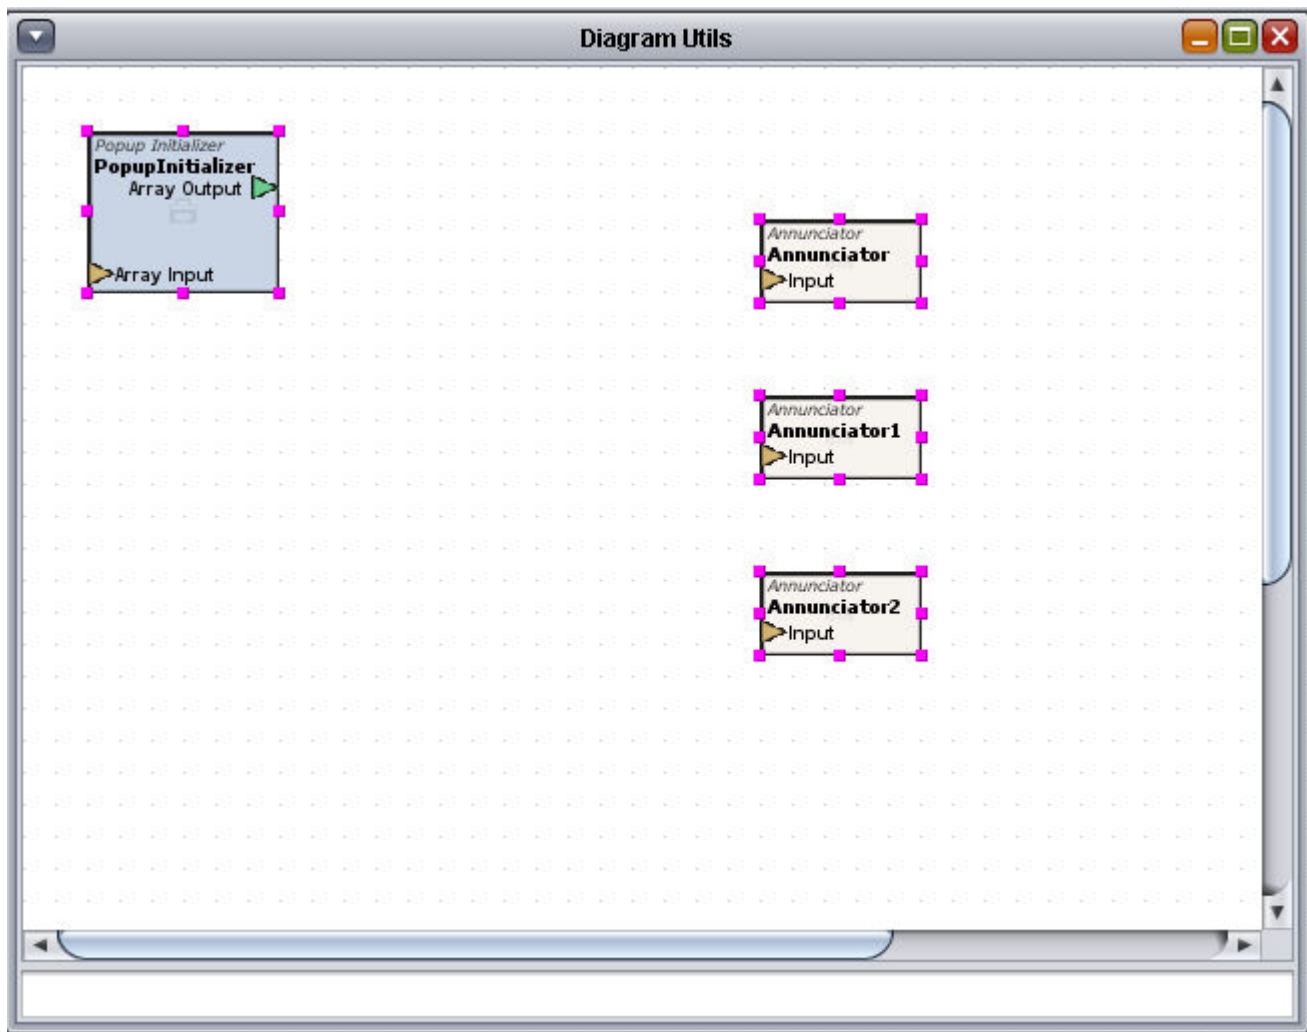 Diagram Utils
Popup Initializer
PopupInitializer
Array Output
Array Input
Annunciator
Annunciator
Input
Annunciator
Annunciator1
Input
Annunciator
Annunciator2
Input